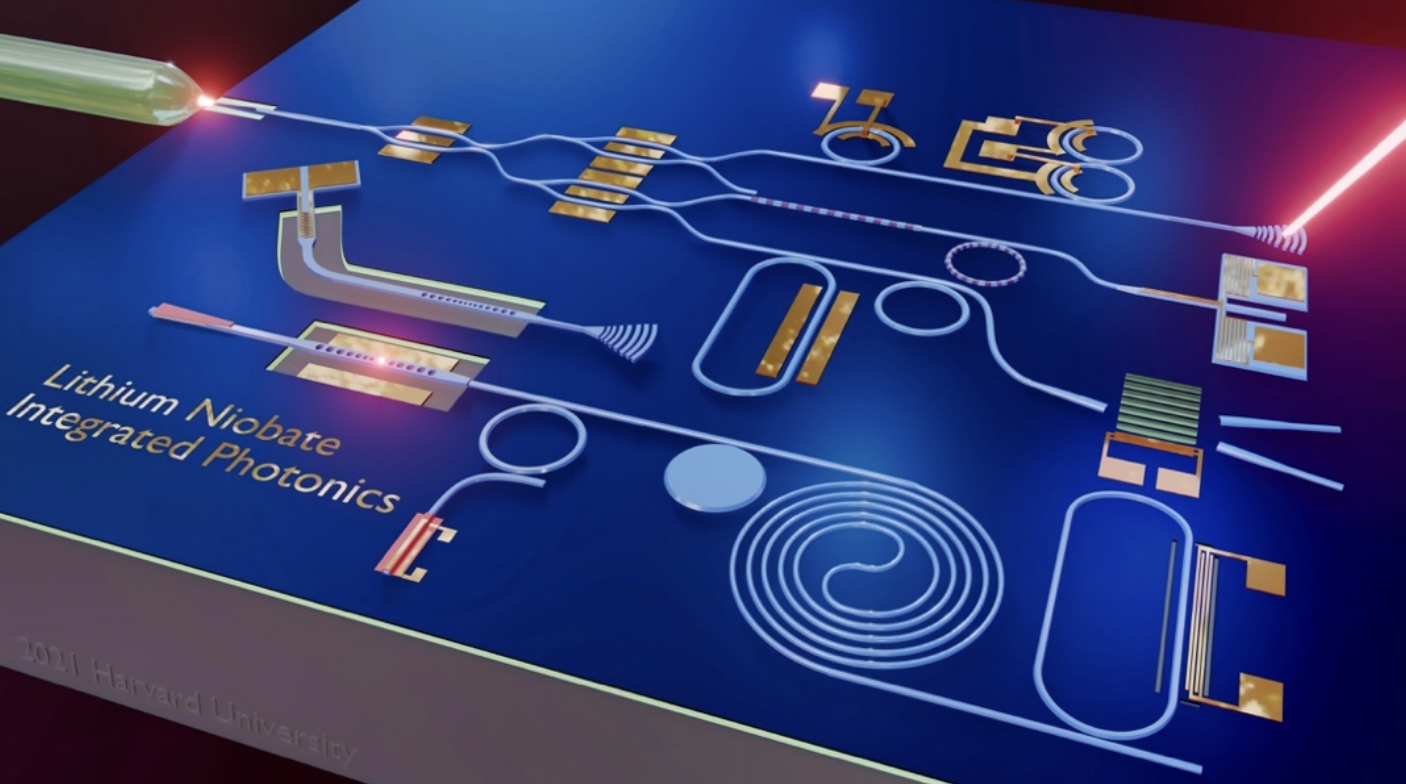 Lithium Niobate
Integrated Photonics
2021 Harvard University